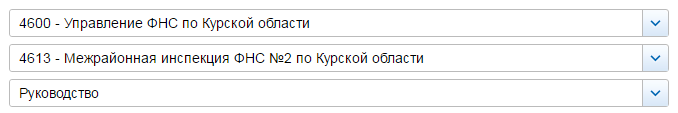 4600 - Управление ФНС по Курской области
4613 - Межрайонная инспекция ФНС №2 по Курской области
Руководство